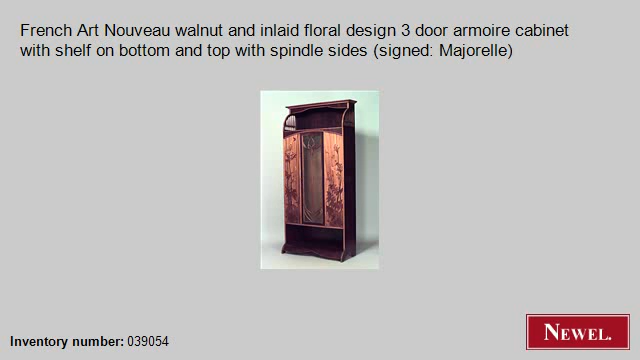 French Art Nouveau walnut and inlaid floral design 3 door armoire cabinet
with shelf on bottom and top with spindle sides (signed: Majorelle)
Inventory number: 039054
NEWEL.